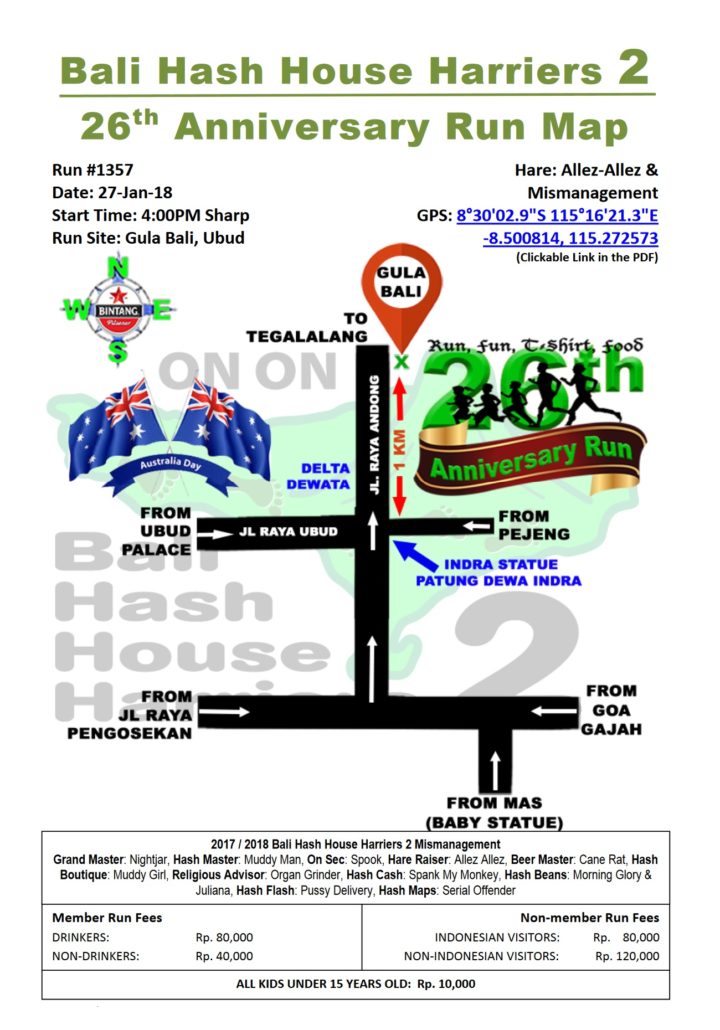 Bali Hash House Harriers 2
26th Anniversary Run Map
Run #1357
Date: 27-Jan-18
Start Time: 4:00PM Sharp
Run Site: Gula Bali, Ubud
Hare: Allez-Allez &
Mismanagement
GPS: 8°30'02.9"S 115°16'21.3"E
-8.500814, 115.272573
(Clickable Link in the PDF)
N
W
E
S
BINTANG
Pilsener
GULA
BALI
TO
TEGALALANG
ON ON
Run, Fun, T-Shirt, Food
26th
Anniversary Run
Australia Day
X
JL. RAYA ANDONG
1 KM
DELTA
DEWATA
FROM
UBUD
PALACE
JL RAYA UBUD
FROM
PEJENG
INDRA STATUE
PATUNG DEWA INDRA
Bali
Hash
House
Harriers 2
FROM
JL RAYA
PENGOSEKAN
FROM
GOA
GAJAH
FROM MAS
(BABY STATUE)
2017 / 2018 Bali Hash House Harriers 2 Mismanagement
Grand Master: Nightjar, Hash Master: Muddy Man, On Sec: Spook, Hare Raiser: Allez Allez, Beer Master: Cane Rat, Hash
Boutique: Muddy Girl, Religious Advisor: Organ Grinder, Hash Cash: Spank My Monkey, Hash Beans: Morning Glory &
Juliana, Hash Flash: Pussy Delivery, Hash Maps: Serial Offender
Member Run Fees
DRINKERS: Rp. 80,000
NON-DRINKERS: Rp. 40,000
Non-member Run Fees
INDONESIAN VISITORS: Rp. 80,000
NON-INDONESIAN VISITORS: Rp. 120,000
ALL KIDS UNDER 15 YEARS OLD: Rp. 10,000